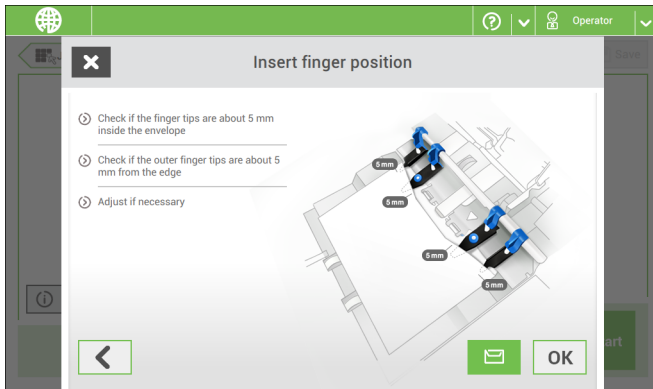 Operator
Save
Insert finger position
Check if the finger tips are about 5 mm
inside the envelope
Check if the outer finger tips are about 5
mm from the edge
Adjust if necessary
5 mm
5 mm
5 mm
5 mm
OK